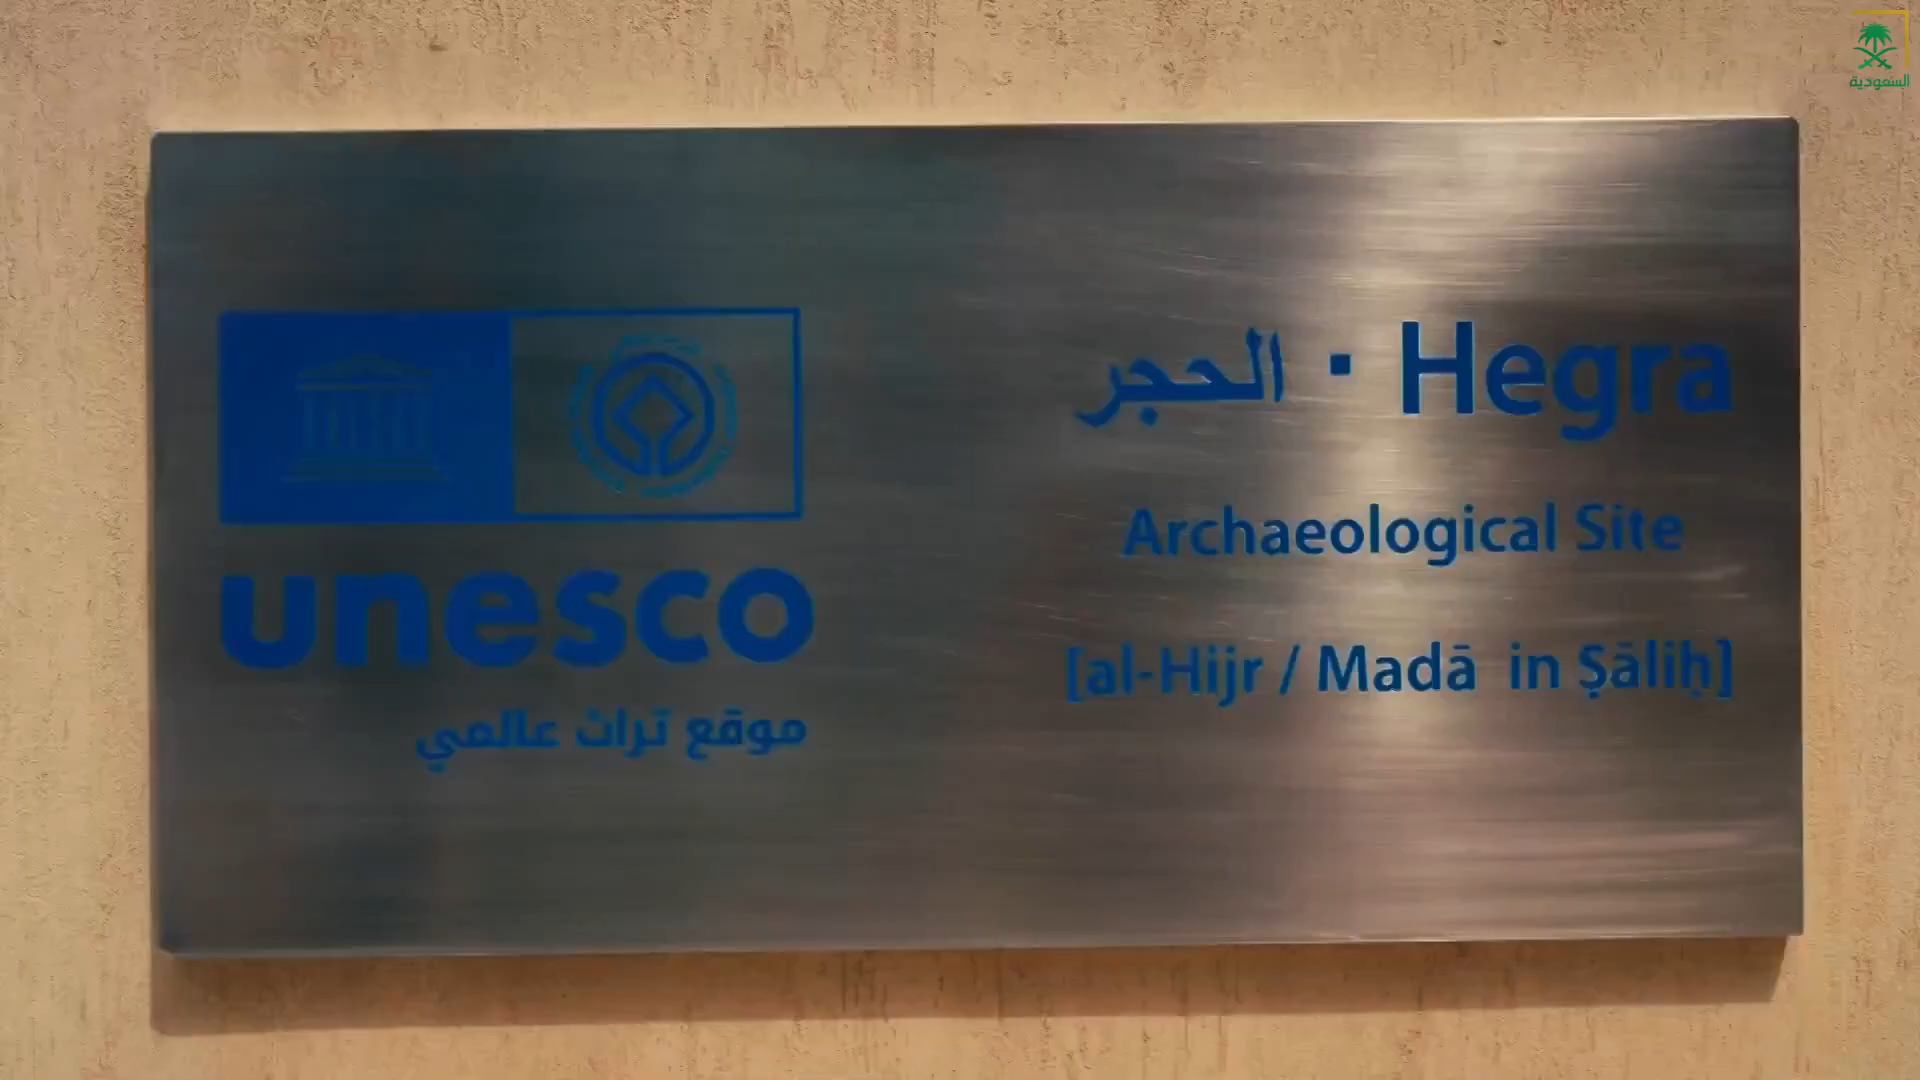 السعودية
unesco
موقع تراث عالمي
الحجر · Hegra
Archaeological Site
[al-Hijr / Madā in Ṣāliḥ]